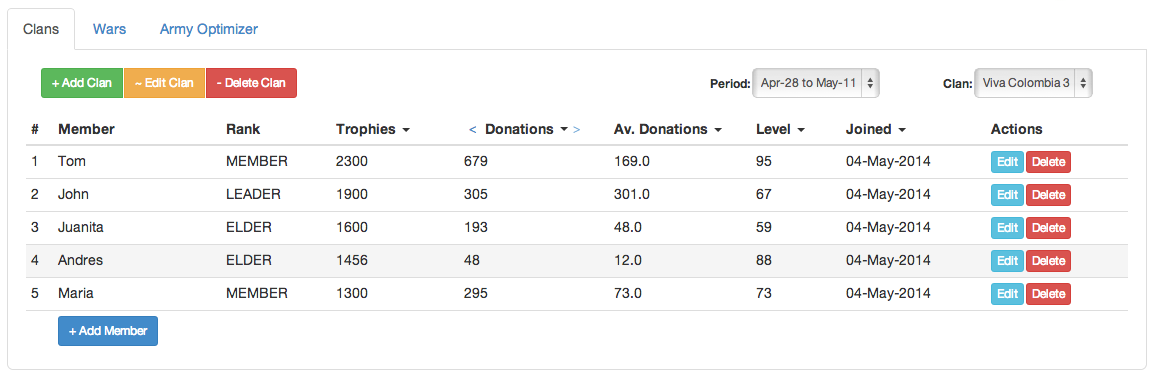 Clans Wars Army Optimizer
+ Add Clan ~ Edit Clan - Delete Clan Period: Apr-28 to May-11 Clan: Viva Colombia 3
# Member Rank Trophies < Donations > Av. Donations Level Joined Actions
1 Tom MEMBER 2300 679 169.0 95 04-May-2014 Edit Delete
2 John LEADER 1900 305 301.0 67 04-May-2014 Edit Delete
3 Juanita ELDER 1600 193 48.0 59 04-May-2014 Edit Delete
4 Andres ELDER 1456 48 12.0 88 04-May-2014 Edit Delete
5 Maria MEMBER 1300 295 73.0 73 04-May-2014 Edit Delete
+ Add Member